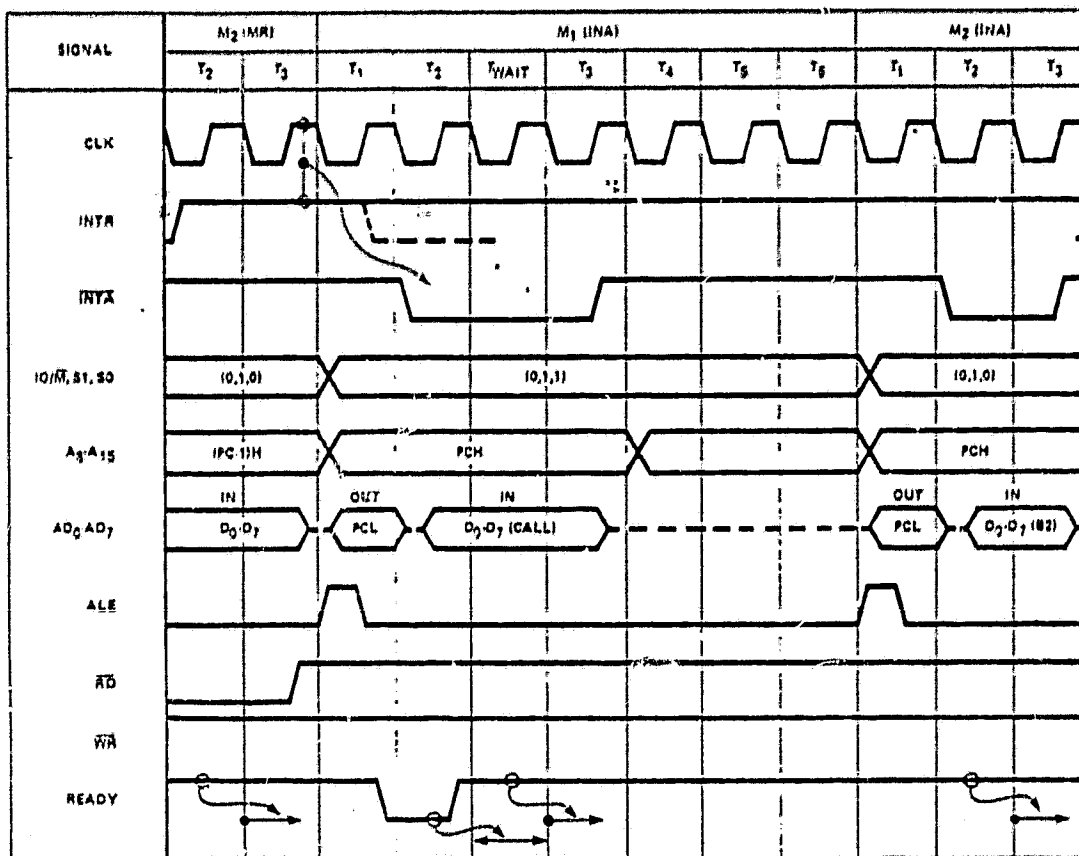 SIGNAL
M2 (MR)
M1 (INA)
M2 (INA)
T2 T3 T1 T2 TWAIT T3 T4 T5 T6 T1 T2 T3
CLK
INTR
INTA
IO/M, S1, S0
(0,1,0) (0,1,1) (0,1,0)
A8-A15
(PC-1)H PCH PCH
IN OUT IN OUT IN
AD0-AD7
D0-D7 PCL D0-D7 (CALL) PCL D0-D7 (B2)
ALE
RD
WR
READY